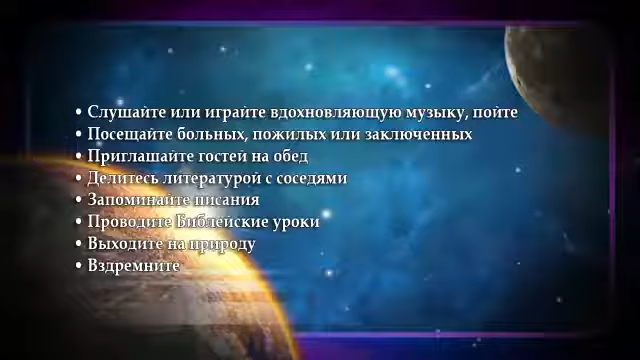 • Слушайте или играйте вдохновляющую музыку, пойте
• Посещайте больных, пожилых или заключенных
• Приглашайте гостей на обед
• Делитесь литературой с соседями
• Запоминайте писания
• Проводите Библейские уроки
• Выходите на природу
• Вздремните